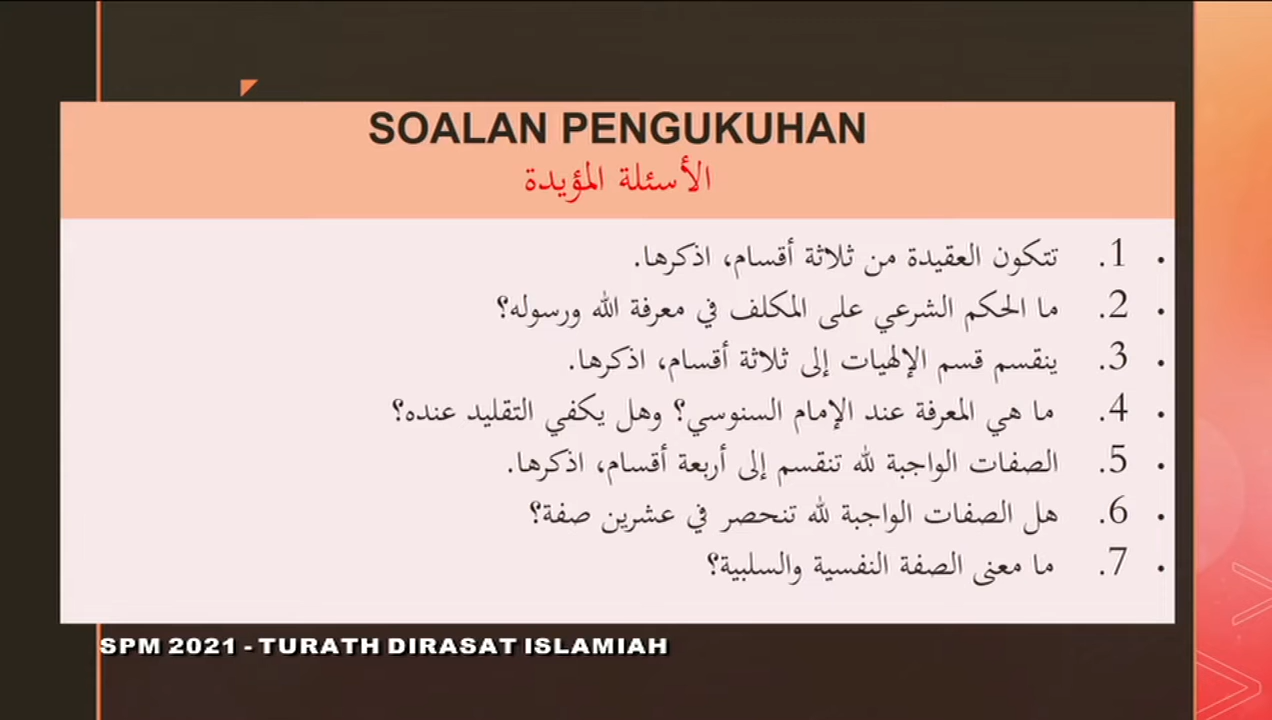 SOALAN PENGUKUHAN
الأسئلة المؤيدة
• 1. تتكون العقيدة من ثلاثة أقسام، اذكرها.
• 2. ما الحكم الشرعي على المكلف في معرفة الله ورسوله؟
• 3. ينقسم قسم الإلهيات إلى ثلاثة أقسام، اذكرها.
• 4. ما هي المعرفة عند الإمام السنوسي؟ وهل يكفي التقليد عنده؟
• 5. الصفات الواجبة لله تنقسم إلى أربعة أقسام، اذكرها.
• 6. هل الصفات الواجبة لله تنحصر في عشرين صفة؟
• 7. ما معنى الصفة النفسية والسلبية؟
SPM 2021 - TURATH DIRASAT ISLAMIAH